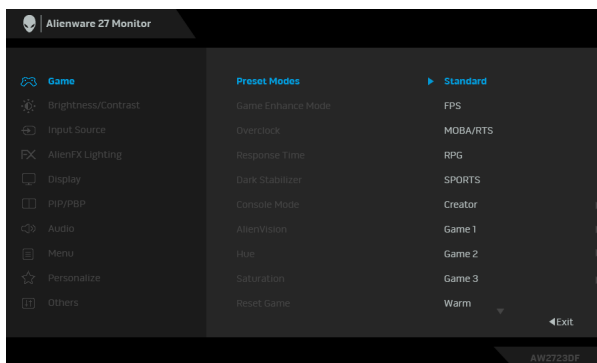 Alienware 27 Monitor
Game Preset Modes Standard
Brightness/Contrast Game Enhance Mode FPS
Input Source Overclock MOBA/RTS
AlienFX Lighting Response Time RPG
Display Dark Stabilizer SPORTS
PIP/PBP Console Mode Creator
Audio AlienVision Game 1
Menu Hue Game 2
Personalize Saturation Game 3
Others Reset Game Warm
Exit
AW2723DF